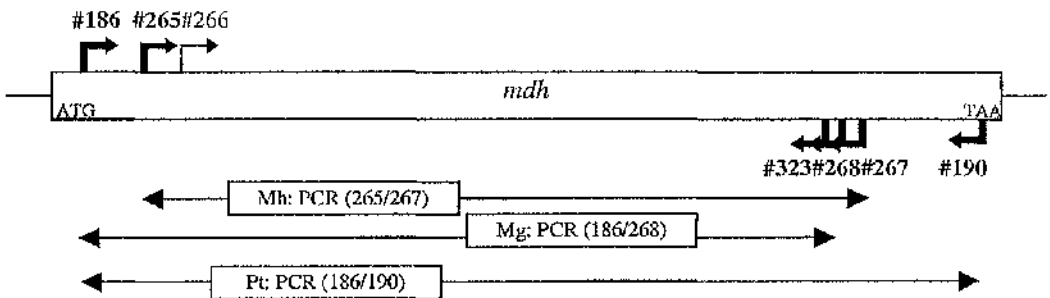 #186 #265#266
mdh
ATG TAA
#323#268#267 #190
Mh: PCR (265/267)
Mg: PCR (186/268)
Pt: PCR (186/190)